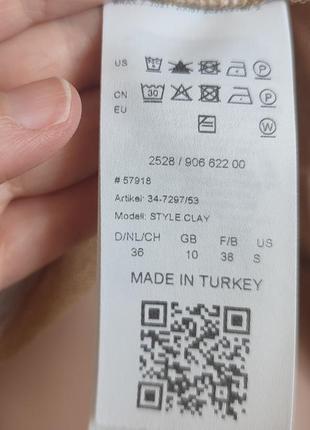 US P
CN 30 P
EU
W
2528 / 906 622 00
# 57918
Artikel: 34-7297/53
Modell: STYLE.CLAY
D/NL/CH GB F/B US
36 10 38 S
MADE IN TURKEY